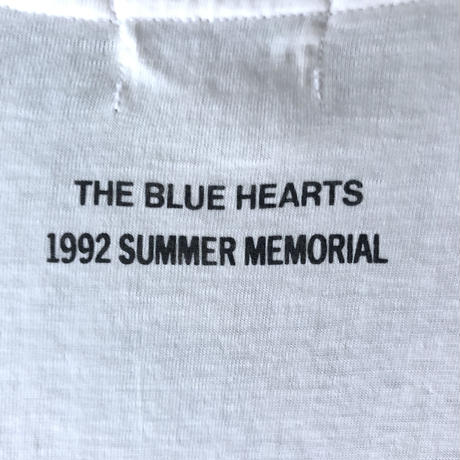 THE BLUE HEARTS
1992 SUMMER MEMORIAL